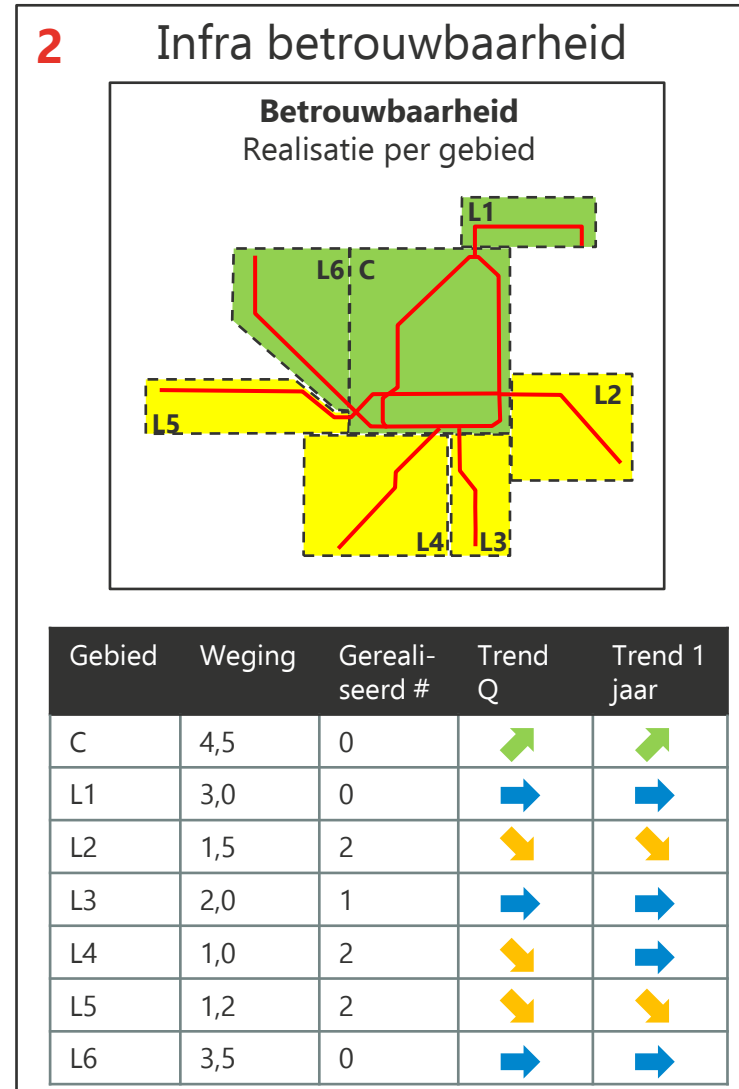 2 Infra betrouwbaarheid
Betrouwbaarheid
Realisatie per gebied
L1
L6 C
L2
L5
L4 L3
Gebied Weging Gereali- Trend Trend 1
seerd # Q jaar
C 4,5 0
L1 3,0 0
L2 1,5 2
L3 2,0 1
L4 1,0 2
L5 1,2 2
L6 3,5 0